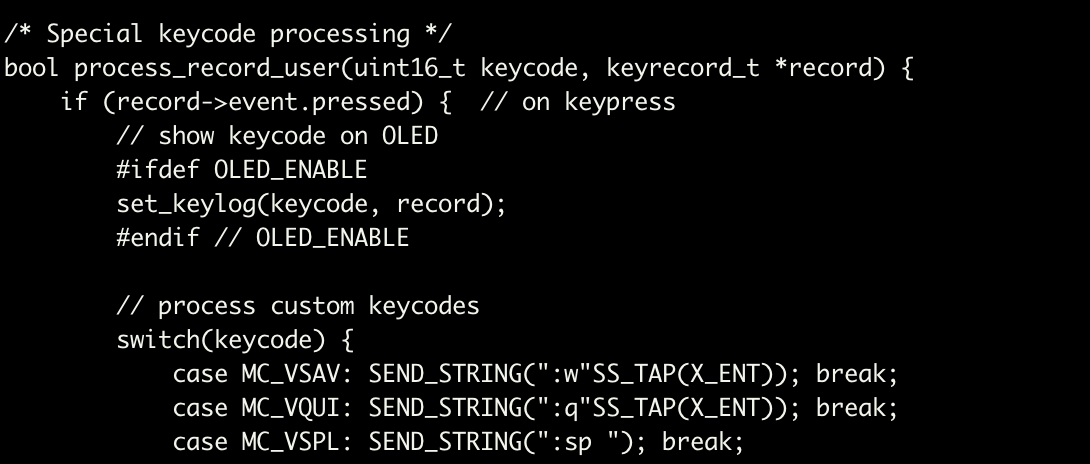 /* Special keycode processing */
bool process_record_user(uint16_t keycode, keyrecord_t *record) {
    if (record->event.pressed) {  // on keypress
        // show keycode on OLED
        #ifdef OLED_ENABLE
        set_keylog(keycode, record);
        #endif // OLED_ENABLE

        // process custom keycodes
        switch(keycode) {
            case MC_VSAV: SEND_STRING(":w"SS_TAP(X_ENT)); break;
            case MC_VQUI: SEND_STRING(":q"SS_TAP(X_ENT)); break;
            case MC_VSPL: SEND_STRING(":sp "); break;